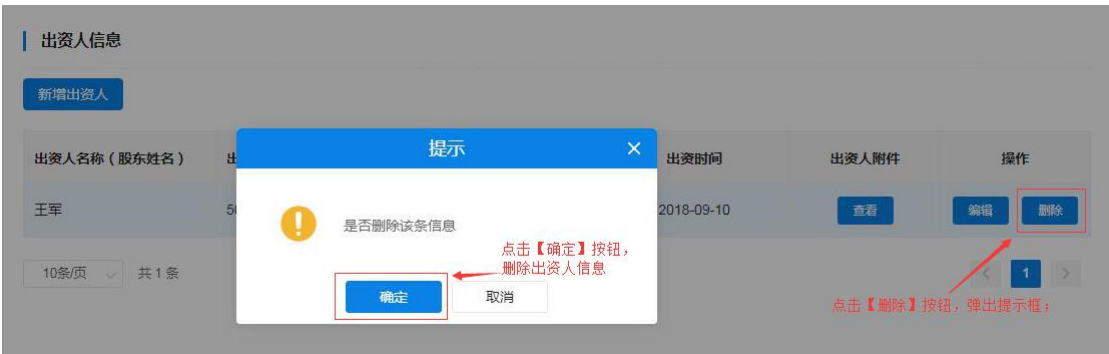 出资人信息
新增出资人
出资人名称（股东姓名）
出
提示
出资时间
出资人附件
操作
王军
2018-09-10
查看
编辑
删除
是否删除该条信息
点击【确定】按钮，
删除出资人信息
确定
取消
10条/页
共1条
1
点击【删除】按钮，弹出提示框；